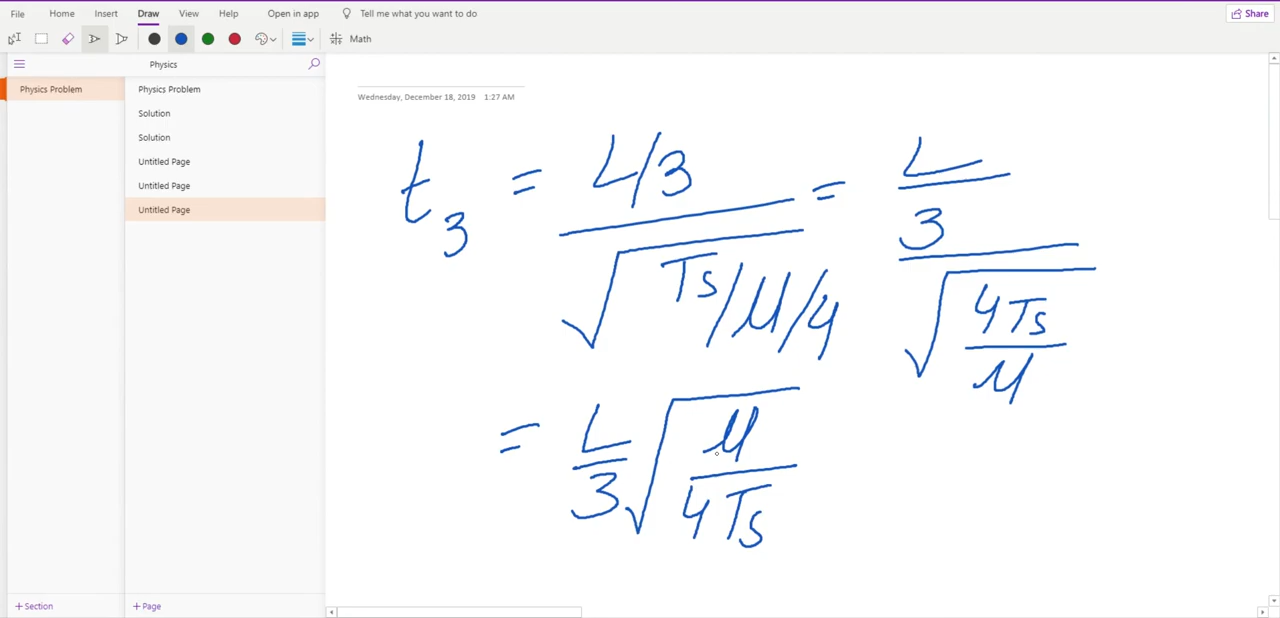 File Home Insert Draw View Help Open in app Tell me what you want to do Share
Math
Physics
Physics Problem
Physics Problem
Solution
Solution
Untitled Page
Untitled Page
Untitled Page
+ Section
+ Page
Wednesday, December 18, 2019 1:27 AM
t₃ = (L/3) / √(Ts/μ/4) = (L/3) / √(4Ts/μ)
= L/3 √(μ/4Ts)